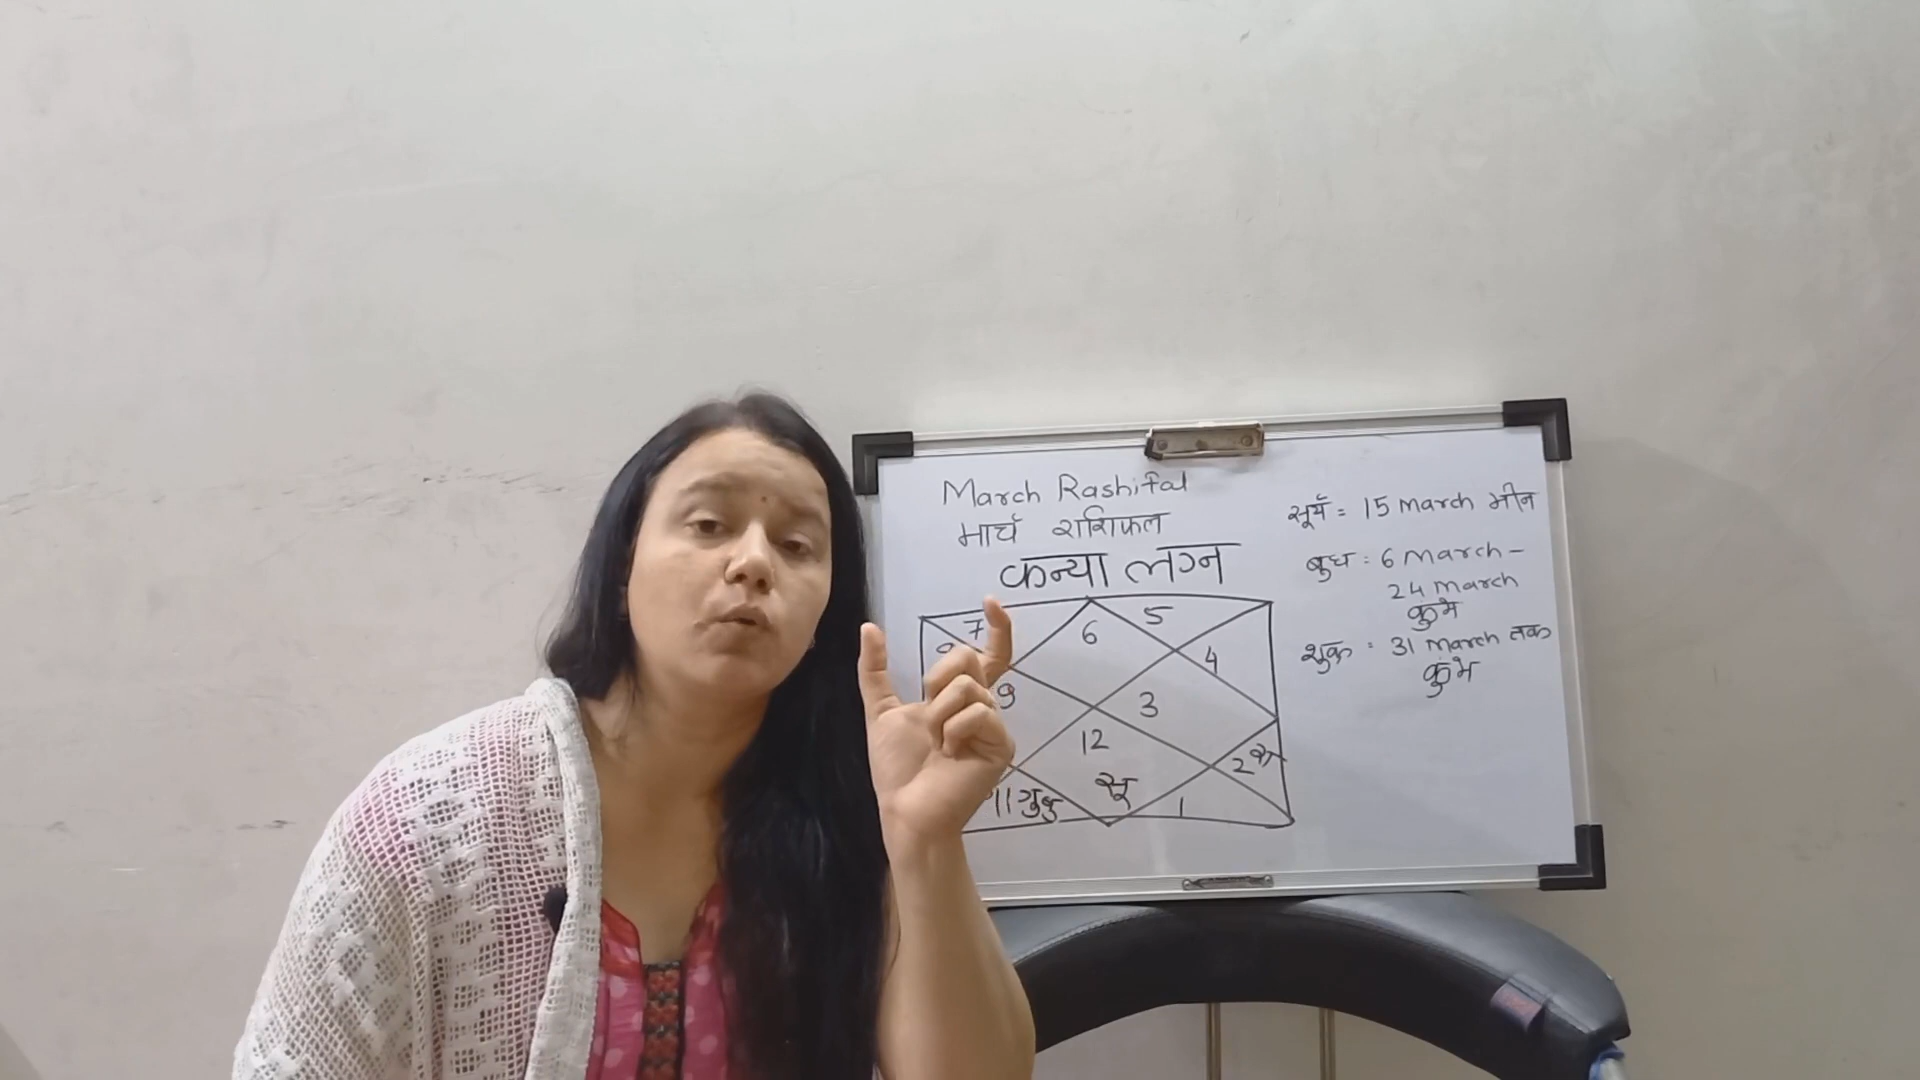 March Rashifal
मार्च राशिफल
कन्या लग्न
7
5
6
4
9
3
12
2 रा
11 गु बु शु
सू
1
सूर्य = 15 March मीन
बुध : 6 March -
24 March
कुंभ
शुक्र = 31 March तक
कुंभ